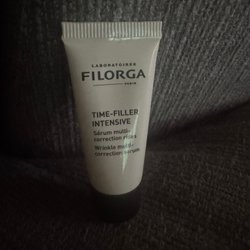 LABORATOIRES
FILORGA
PARIS
TIME-FILLER
INTENSIVE
Sérum multi-
correction rides
Wrinkle multi-
correction serum